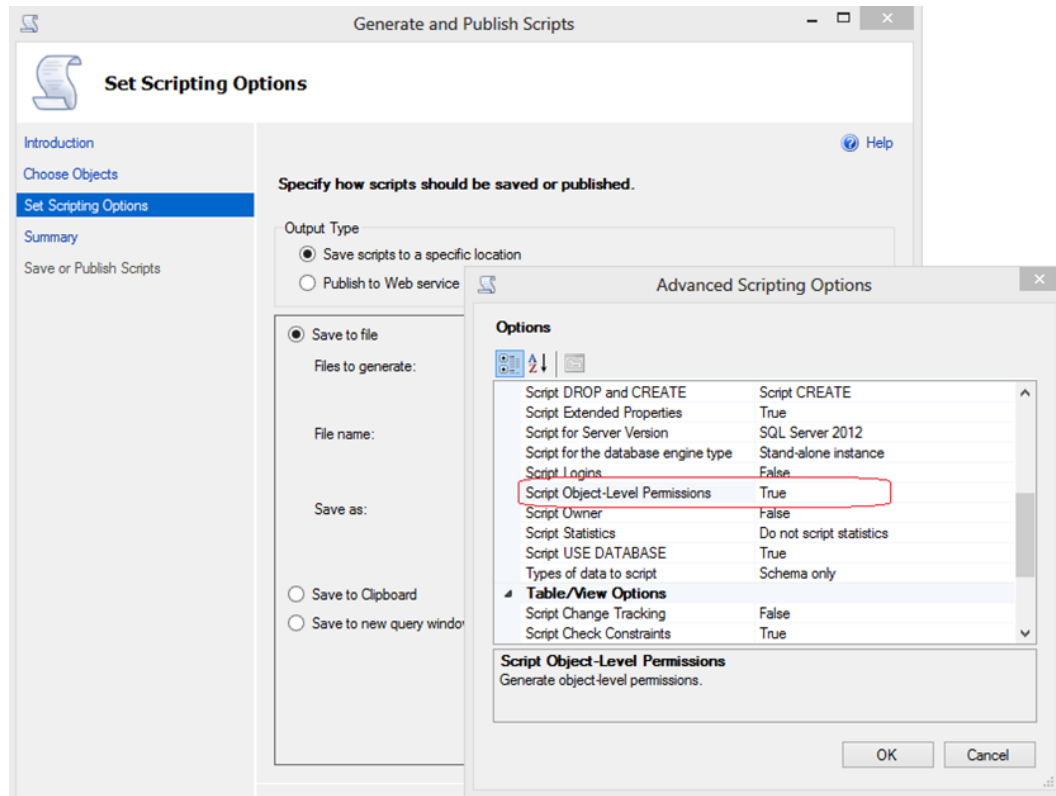 Generate and Publish Scripts
Set Scripting Options
Introduction
Help
Choose Objects
Set Scripting Options
Summary
Save or Publish Scripts
Specify how scripts should be saved or published.
Output Type
Save scripts to a specific location
Publish to Web service
Save to file
Files to generate:
File name:
Save as:
Save to Clipboard
Save to new query window
Advanced Scripting Options
Options
Script DROP and CREATE Script CREATE
Script Extended Properties True
Script for Server Version SQL Server 2012
Script for the database engine type Stand-alone instance
Script Logins False
Script Object-Level Permissions True
Script Owner False
Script Statistics Do not script statistics
Script USE DATABASE True
Types of data to script Schema only
Table/View Options
Script Change Tracking False
Script Check Constraints True
Script Object-Level Permissions
Generate object-level permissions.
OK Cancel